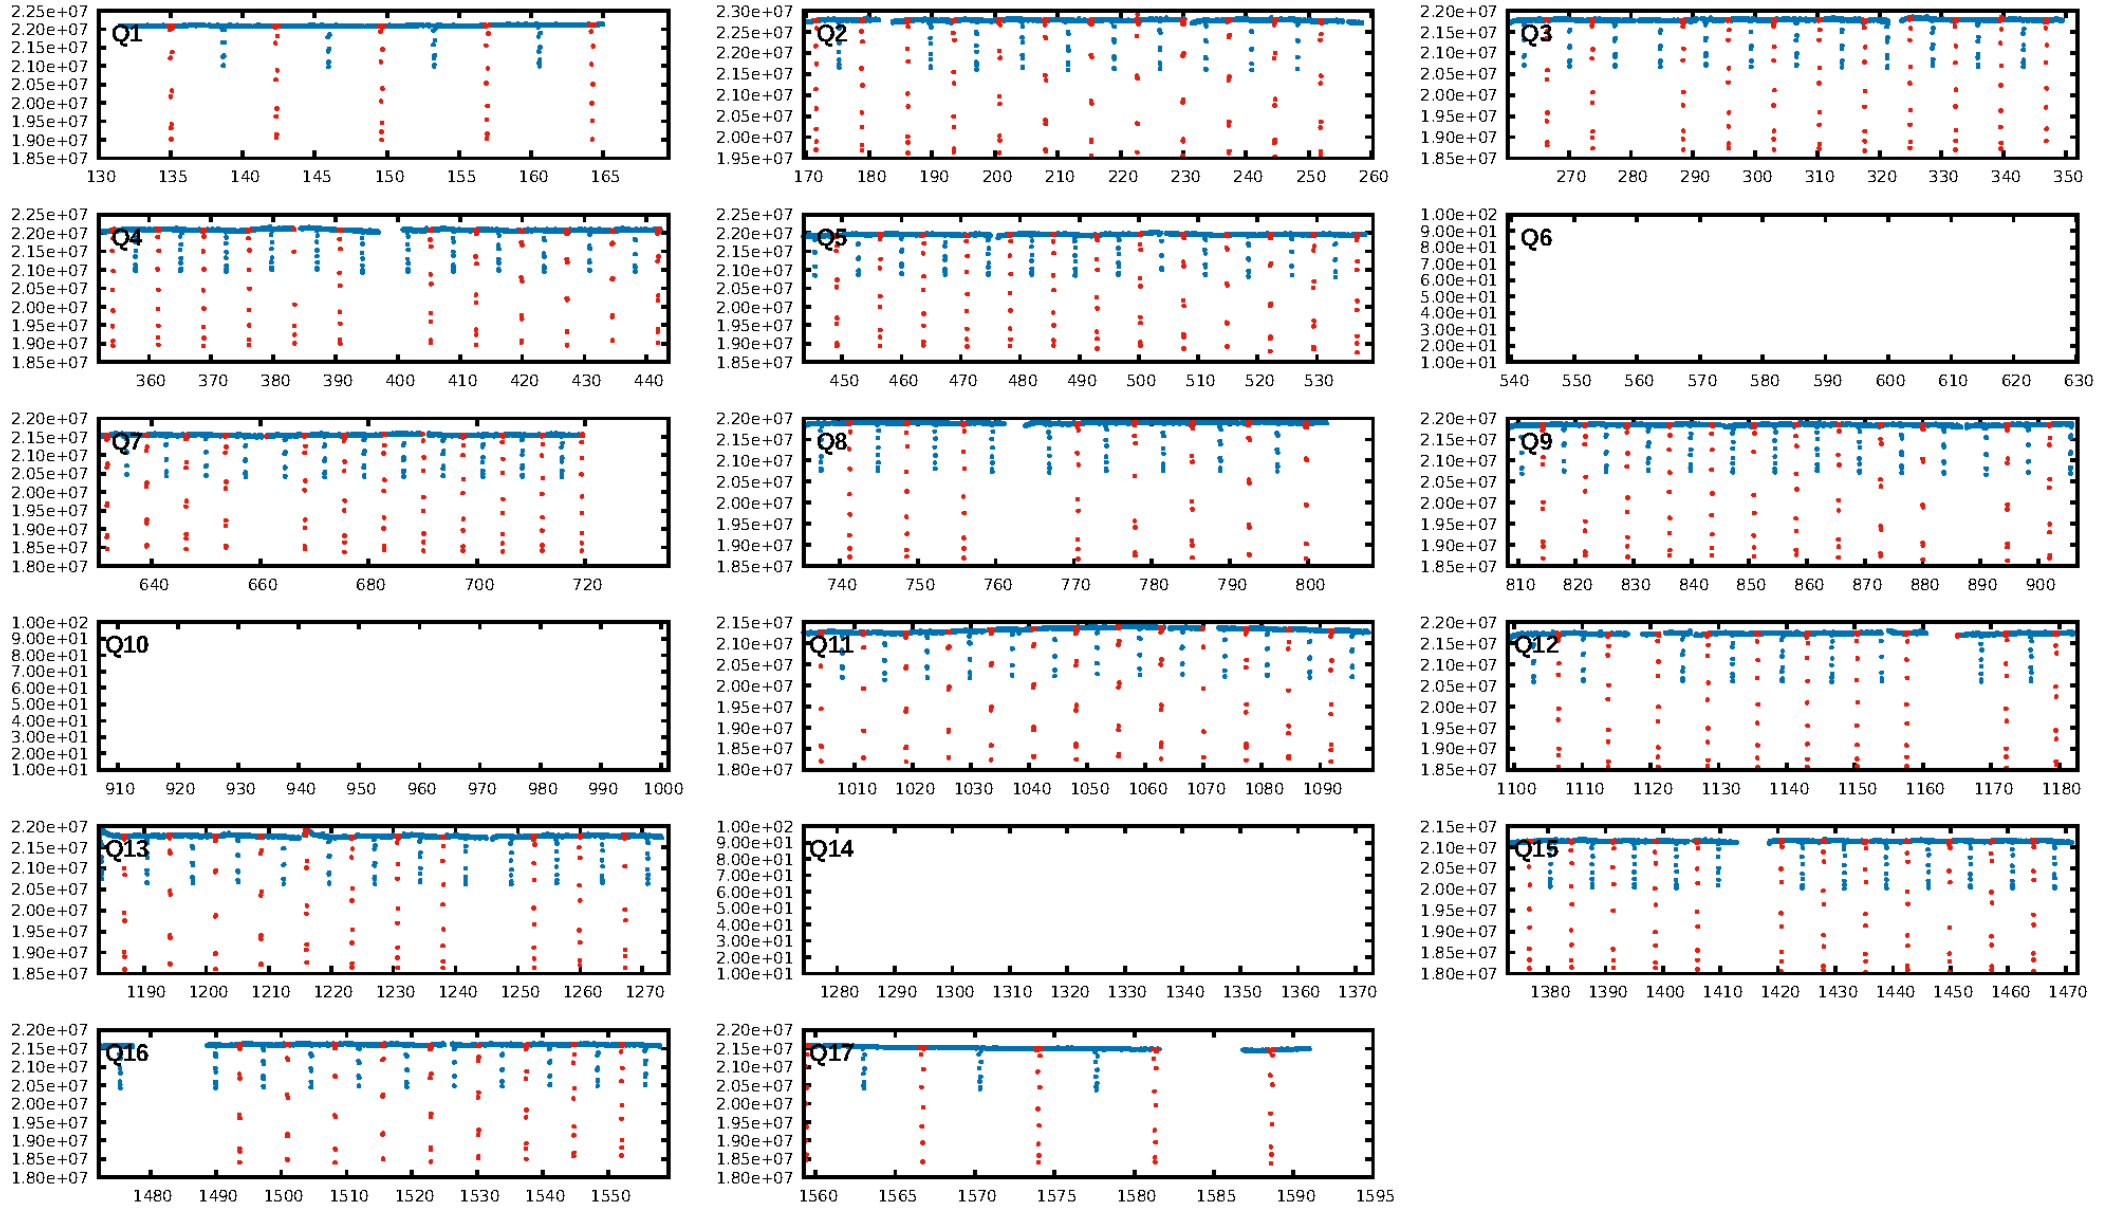 2.25e+07
2.20e+07
2.15e+07
2.10e+07
2.05e+07
2.00e+07
1.95e+07
1.90e+07
1.85e+07
Q1
130 135 140 145 150 155 160 165
2.30e+07
2.25e+07
2.20e+07
2.15e+07
2.10e+07
2.05e+07
2.00e+07
1.95e+07
Q2
170 180 190 200 210 220 230 240 250 260
2.20e+07
2.15e+07
2.10e+07
2.05e+07
2.00e+07
1.95e+07
1.90e+07
1.85e+07
Q3
270 280 290 300 310 320 330 340 350
2.25e+07
2.20e+07
2.15e+07
2.10e+07
2.05e+07
2.00e+07
1.95e+07
1.90e+07
1.85e+07
Q4
360 370 380 390 400 410 420 430 440
2.25e+07
2.20e+07
2.15e+07
2.10e+07
2.05e+07
2.00e+07
1.95e+07
1.90e+07
1.85e+07
Q5
450 460 470 480 490 500 510 520 530
1.00e+02
9.00e+01
8.00e+01
7.00e+01
6.00e+01
5.00e+01
4.00e+01
3.00e+01
2.00e+01
1.00e+01
Q6
540 550 560 570 580 590 600 610 620 630
2.20e+07
2.15e+07
2.10e+07
2.05e+07
2.00e+07
1.95e+07
1.90e+07
1.85e+07
1.80e+07
Q7
640 660 680 700 720
2.20e+07
2.15e+07
2.10e+07
2.05e+07
2.00e+07
1.95e+07
1.90e+07
1.85e+07
Q8
740 750 760 770 780 790 800
2.20e+07
2.15e+07
2.10e+07
2.05e+07
2.00e+07
1.95e+07
1.90e+07
1.85e+07
Q9
810 820 830 840 850 860 870 880 890 900
1.00e+02
9.00e+01
8.00e+01
7.00e+01
6.00e+01
5.00e+01
4.00e+01
3.00e+01
2.00e+01
1.00e+01
Q10
910 920 930 940 950 960 970 980 990 1000
2.15e+07
2.10e+07
2.05e+07
2.00e+07
1.95e+07
1.90e+07
1.85e+07
1.80e+07
Q11
1010 1020 1030 1040 1050 1060 1070 1080 1090
2.20e+07
2.15e+07
2.10e+07
2.05e+07
2.00e+07
1.95e+07
1.90e+07
1.85e+07
Q12
1100 1110 1120 1130 1140 1150 1160 1170 1180
2.20e+07
2.15e+07
2.10e+07
2.05e+07
2.00e+07
1.95e+07
1.90e+07
1.85e+07
Q13
1190 1200 1210 1220 1230 1240 1250 1260 1270
1.00e+02
9.00e+01
8.00e+01
7.00e+01
6.00e+01
5.00e+01
4.00e+01
3.00e+01
2.00e+01
1.00e+01
Q14
1280 1290 1300 1310 1320 1330 1340 1350 1360 1370
2.15e+07
2.10e+07
2.05e+07
2.00e+07
1.95e+07
1.90e+07
1.85e+07
1.80e+07
Q15
1380 1390 1400 1410 1420 1430 1440 1450 1460 1470
2.20e+07
2.15e+07
2.10e+07
2.05e+07
2.00e+07
1.95e+07
1.90e+07
1.85e+07
1.80e+07
Q16
1480 1490 1500 1510 1520 1530 1540 1550
2.20e+07
2.15e+07
2.10e+07
2.05e+07
2.00e+07
1.95e+07
1.90e+07
1.85e+07
1.80e+07
Q17
1560 1565 1570 1575 1580 1585 1590 1595